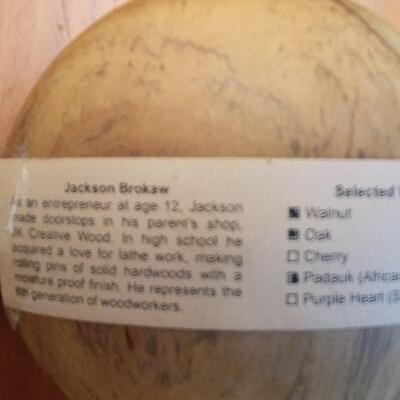 Jackson Brokaw
As an entrepreneur at age 12, Jackson
made doorstops in his parent's shop,
JK Creative Wood. In high school he
acquired a love for lathe work, making
rolling pins of solid hardwoods with a
moisture proof finish. He represents the
6th generation of woodworkers.
Selected
Walnut
Oak
Cherry
Padauk (Africa
Purple Heart (S